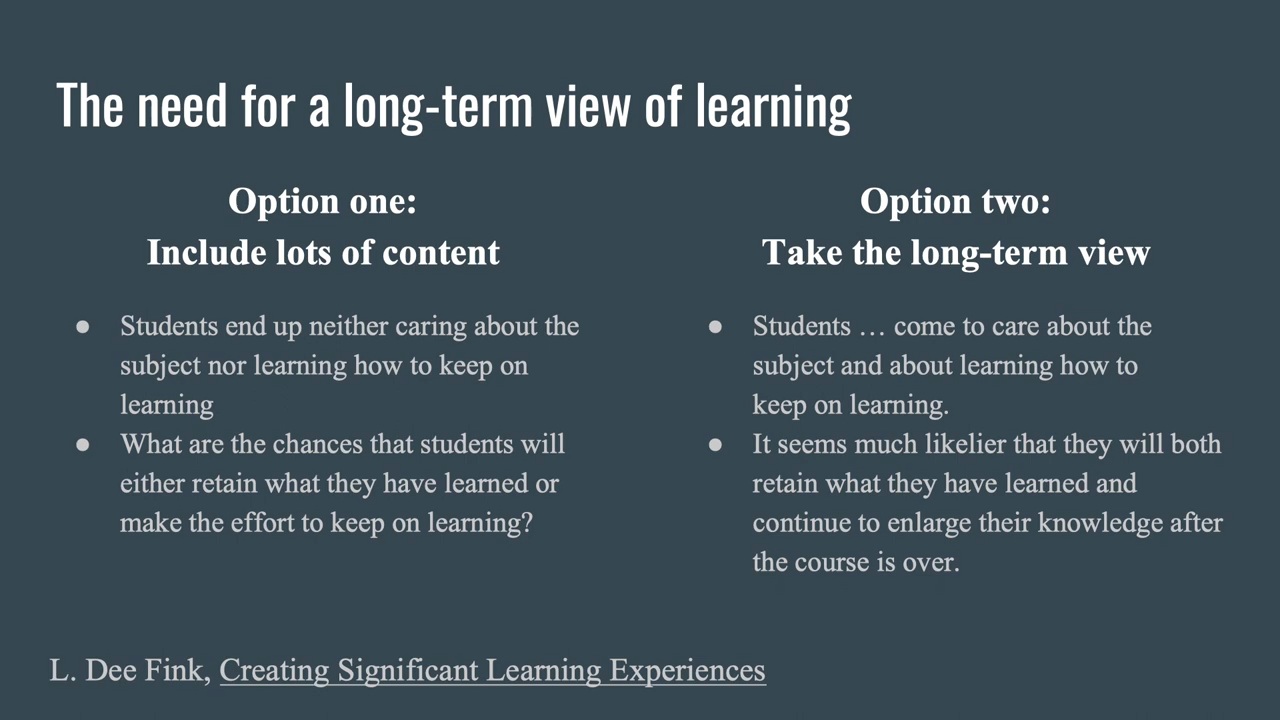 The need for a long-term view of learning
Option one:
Include lots of content
● Students end up neither caring about the
subject nor learning how to keep on
learning
● What are the chances that students will
either retain what they have learned or
make the effort to keep on learning?
Option two:
Take the long-term view
● Students … come to care about the
subject and about learning how to
keep on learning.
● It seems much likelier that they will both
retain what they have learned and
continue to enlarge their knowledge after
the course is over.
L. Dee Fink, Creating Significant Learning Experiences